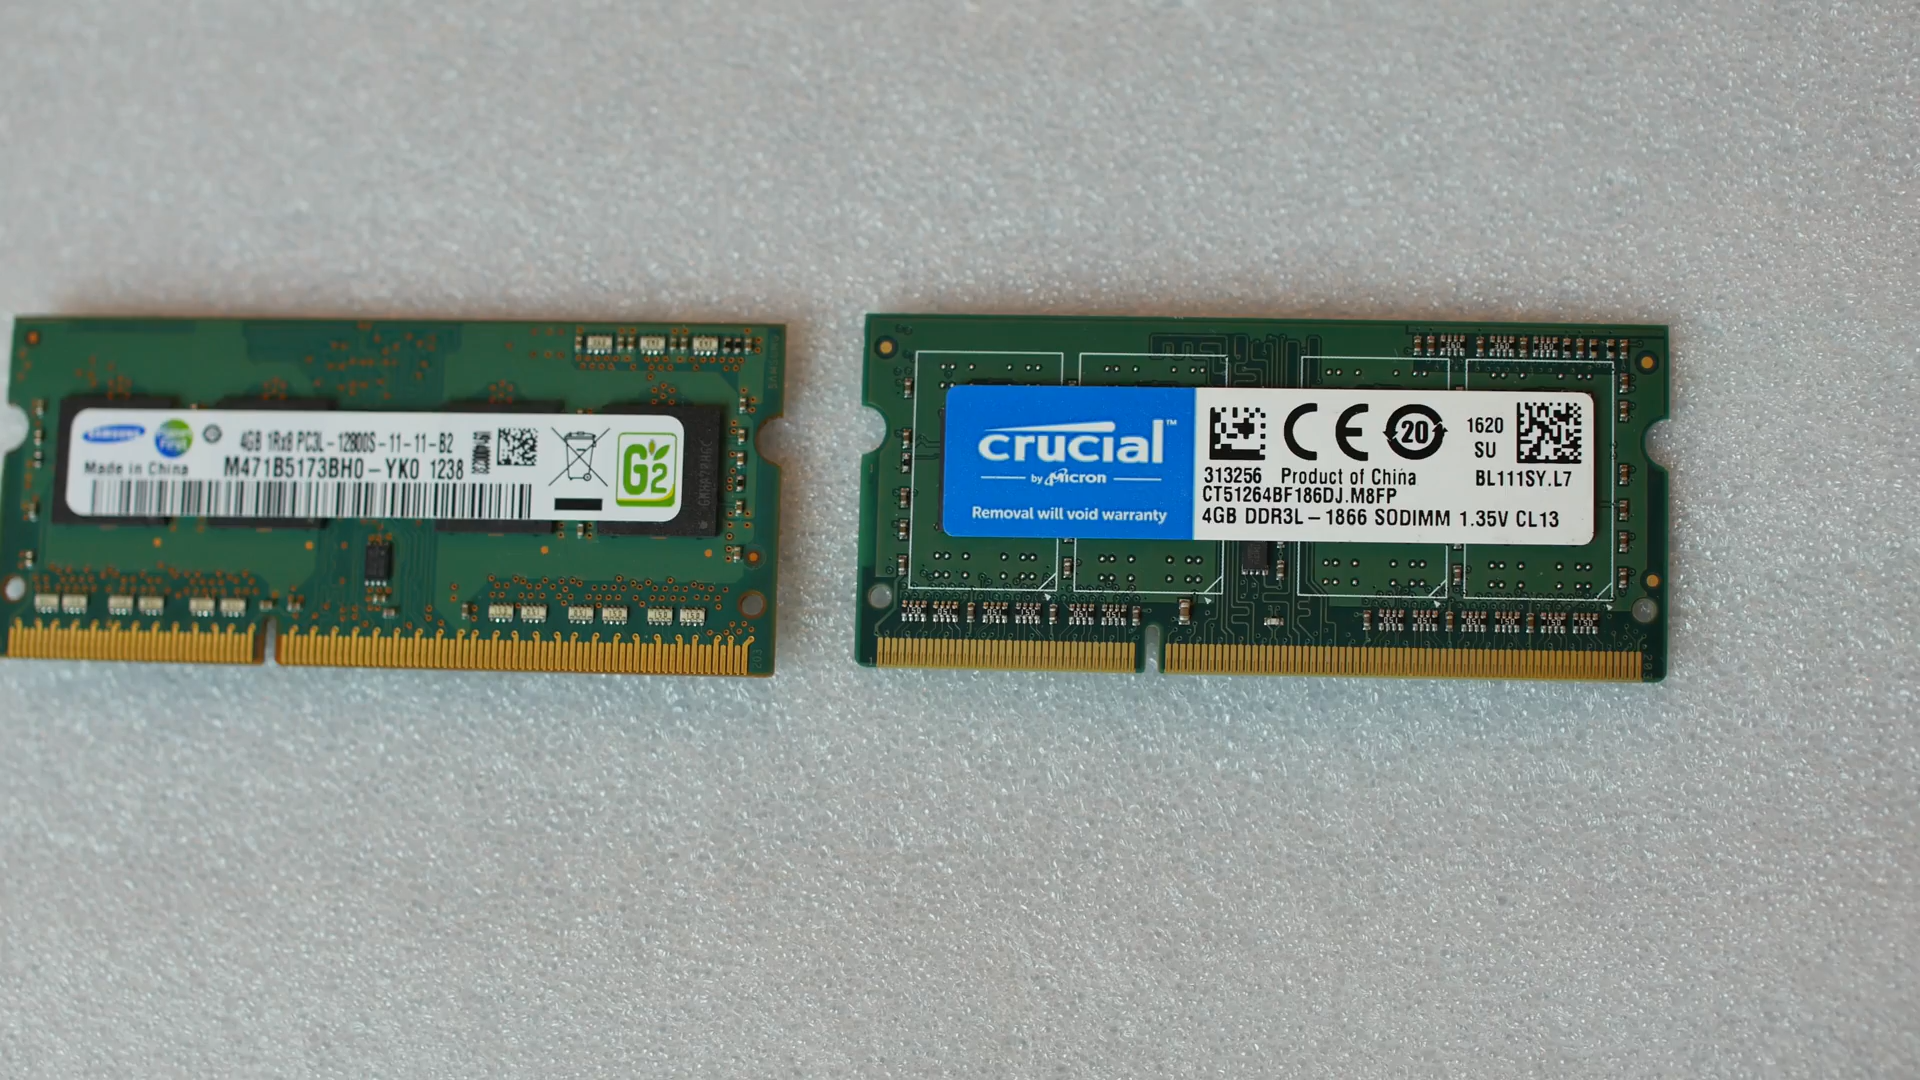 SAMSUNG
4GB 1Rx8 PC3L-12800S-11-11-B2
Made in China
M471B5173BH0-YK0 1238
G2
crucial™
by Micron
Removal will void warranty
CE
20
1620
SU
313256 Product of China
BL111SY.L7
CT51264BF186DJ.M8FP
4GB DDR3L-1866 SODIMM 1.35V CL13